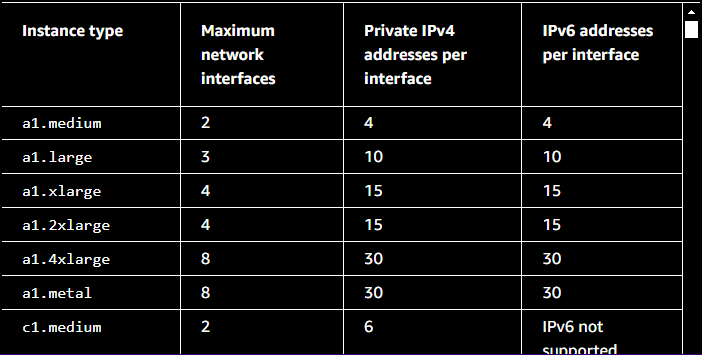 Instance type Maximum network interfaces Private IPv4 addresses per interface IPv6 addresses per interface
a1.medium 2 4 4
a1.large 3 10 10
a1.xlarge 4 15 15
a1.2xlarge 4 15 15
a1.4xlarge 8 30 30
a1.metal 8 30 30
c1.medium 2 6 IPv6 not supported